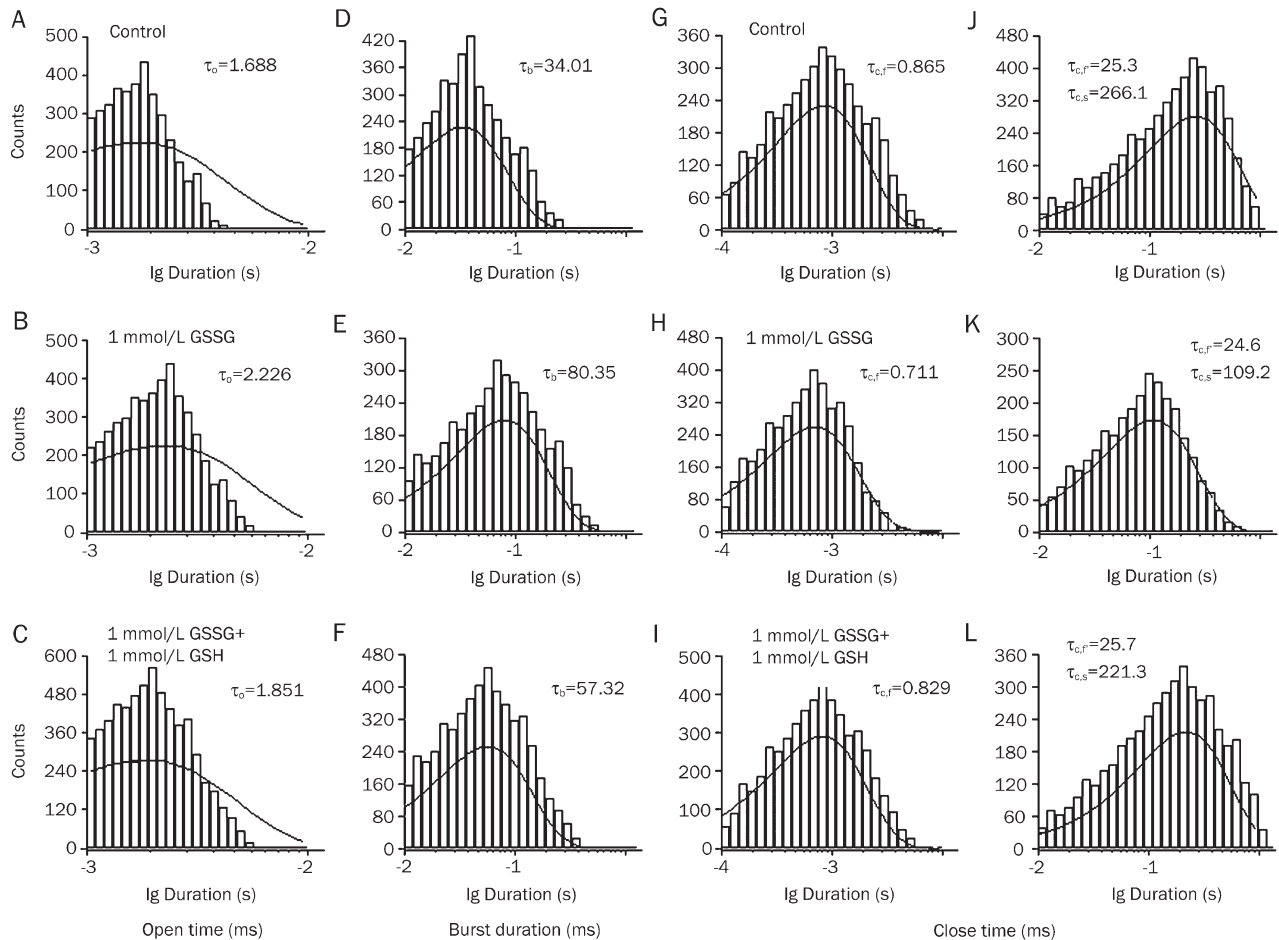 A
Control
τo=1.688
500
400
300
200
100
0
Counts
-3
-2
lg Duration (s)
D
τb=34.01
420
360
300
240
180
120
60
0
-2
-1
lg Duration (s)
G
Control
τc,f=0.865
360
300
240
180
120
60
0
-4
-3
lg Duration (s)
J
τc,f'=25.3
τc,s=266.1
480
400
320
240
160
80
0
-2
-1
lg Duration (s)
B
1 mmol/L GSSG
τo=2.226
500
400
300
200
100
0
Counts
-3
-2
lg Duration (s)
E
τb=80.35
360
300
240
180
120
60
0
-2
-1
lg Duration (s)
H
1 mmol/L GSSG
τc,f=0.711
480
400
320
240
160
80
0
-4
-3
lg Duration (s)
K
τc,f'=24.6
τc,s=109.2
300
250
200
150
100
50
0
-2
-1
lg Duration (s)
C
1 mmol/L GSSG+
1 mmol/L GSH
τo=1.851
600
480
360
240
120
0
Counts
-3
-2
lg Duration (s)
F
τb=57.32
480
400
320
240
160
80
0
-2
-1
lg Duration (s)
I
1 mmol/L GSSG+
1 mmol/L GSH
τc,f=0.829
500
400
300
200
100
0
-4
-3
lg Duration (s)
L
τc,f'=25.7
τc,s=221.3
360
300
240
180
120
60
0
-2
-1
lg Duration (s)
Open time (ms)
Burst duration (ms)
Close time (ms)